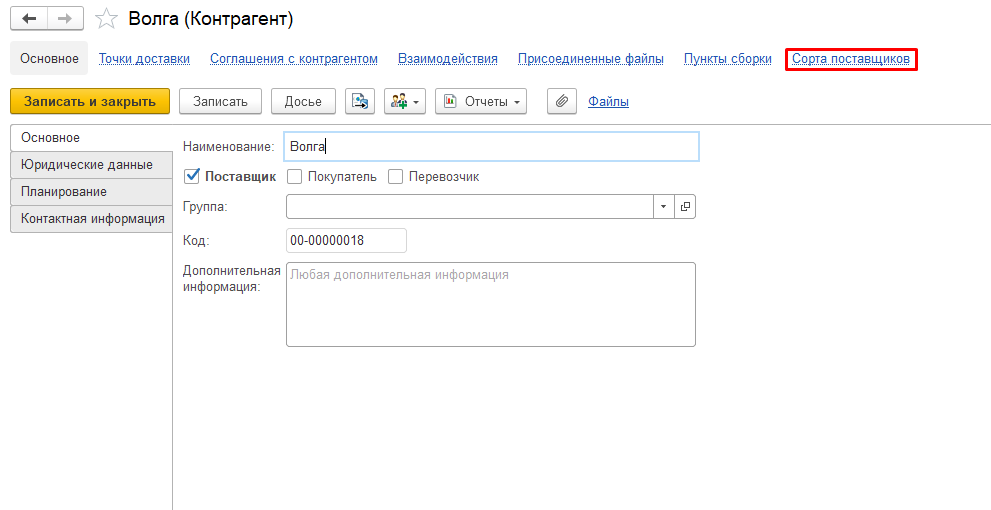 Волга (Контрагент)
Основное Точки доставки Соглашения с контрагентом Взаимодействия Присоединенные файлы Пункты сборки Сорта поставщиков
Записать и закрыть Записать Досье Отчеты Файлы
Основное
Юридические данные
Планирование
Контактная информация
Наименование: Волга
Поставщик Покупатель Перевозчик
Группа:
Код: 00-00000018
Дополнительная
информация:
Любая дополнительная информация